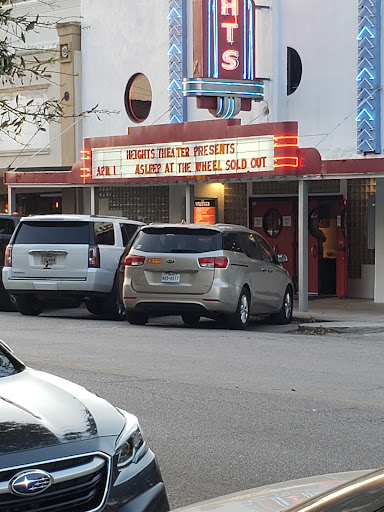 HTS
HEIGHTS THEATER PRESENTS
APR 1 ASLEEP AT THE WHEEL SOLD OUT